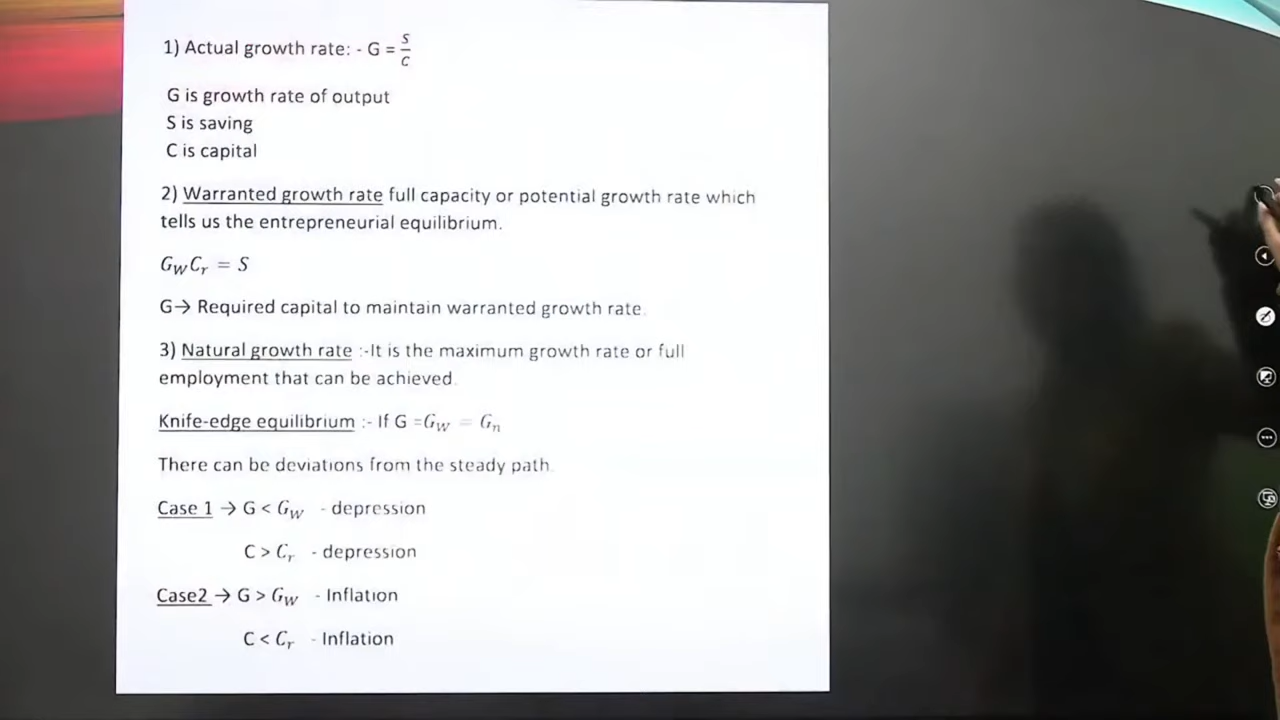 1) Actual growth rate: - G = S/C
G is growth rate of output
S is saving
C is capital
2) Warranted growth rate full capacity or potential growth rate which
tells us the entrepreneurial equilibrium.
G_W C_r = S
G→ Required capital to maintain warranted growth rate.
3) Natural growth rate :-It is the maximum growth rate or full
employment that can be achieved.
Knife-edge equilibrium :- If G =G_W = G_n
There can be deviations from the steady path.
Case 1 → G < G_W - depression
C > C_r - depression
Case2 → G > G_W - Inflation
C < C_r - Inflation